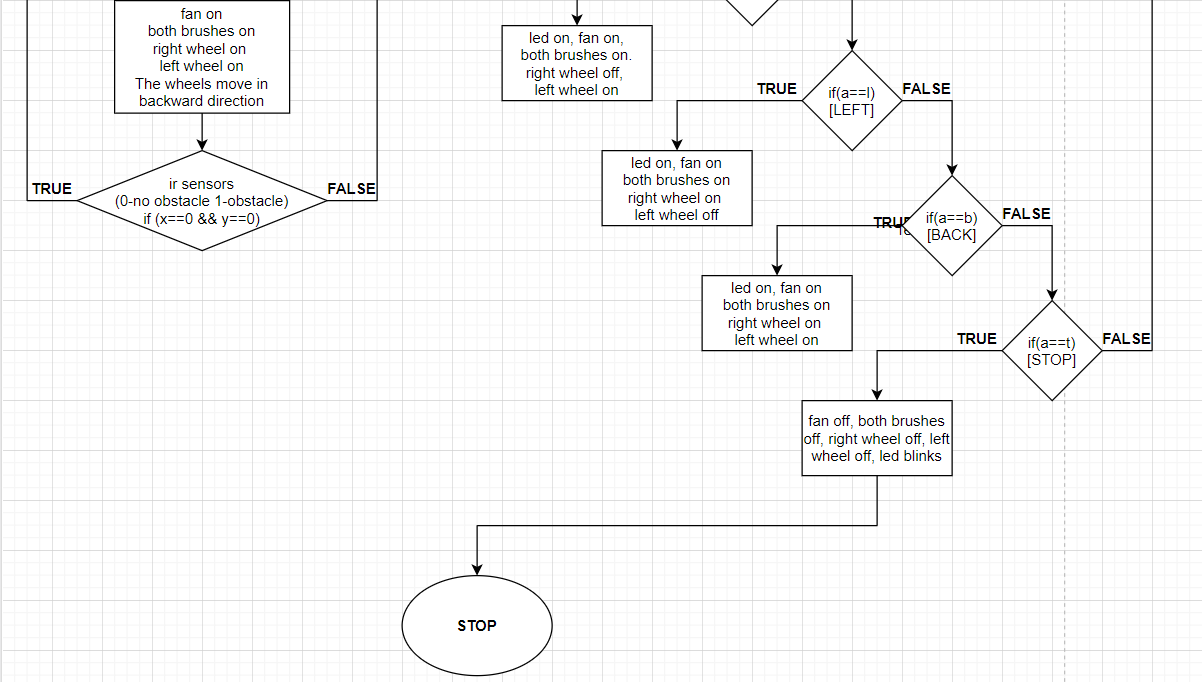 fan on
both brushes on
right wheel on
left wheel on
The wheels move in
backward direction
TRUE
ir sensors
(0-no obstacle 1-obstacle)
if (x==0 && y==0)
FALSE
led on, fan on,
both brushes on.
right wheel off,
left wheel on
TRUE
if(a==l)
[LEFT]
FALSE
led on, fan on
both brushes on
right wheel on
left wheel off
TRUE
if(a==b)
[BACK]
FALSE
led on, fan on
both brushes on
right wheel on
left wheel on
TRUE
if(a==t)
[STOP]
FALSE
fan off, both brushes
off, right wheel off, left
wheel off, led blinks
STOP